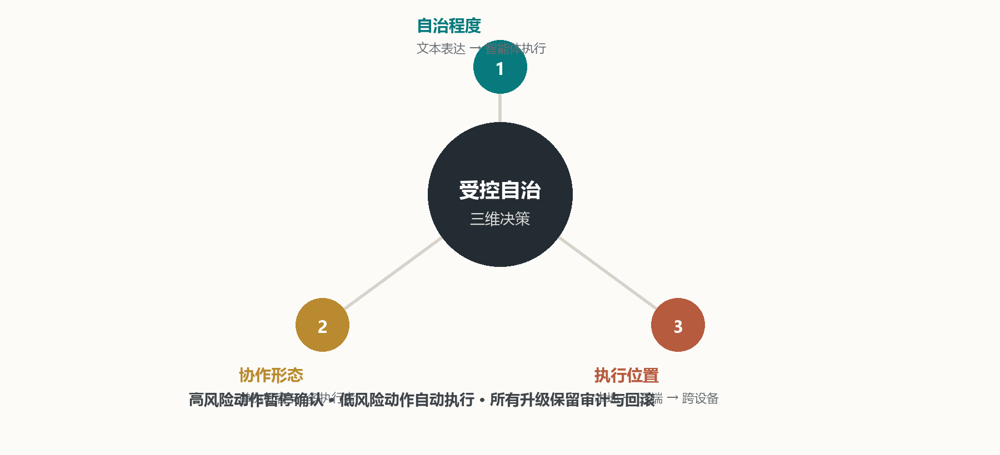 自治程度
文本表达 → 智能体执行
1
受控自治
三维决策
2
3
协作形态
执行位置
高风险动作暂停确认 • 低风险动作自动执行 • 所有升级保留审计与回滚
端 → 跨设备